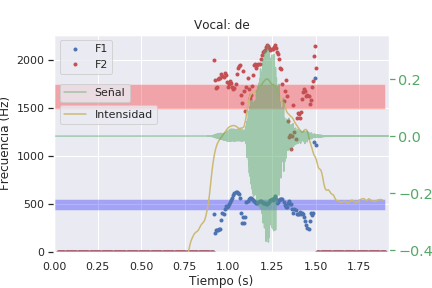 Vocal: de
F1
F2
Señal
Intensidad
Frecuencia (Hz)
2000
1500
1000
500
0
0.2
0.0
−0.2
−0.4
0.00 0.25 0.50 0.75 1.00 1.25 1.50 1.75
Tiempo (s)